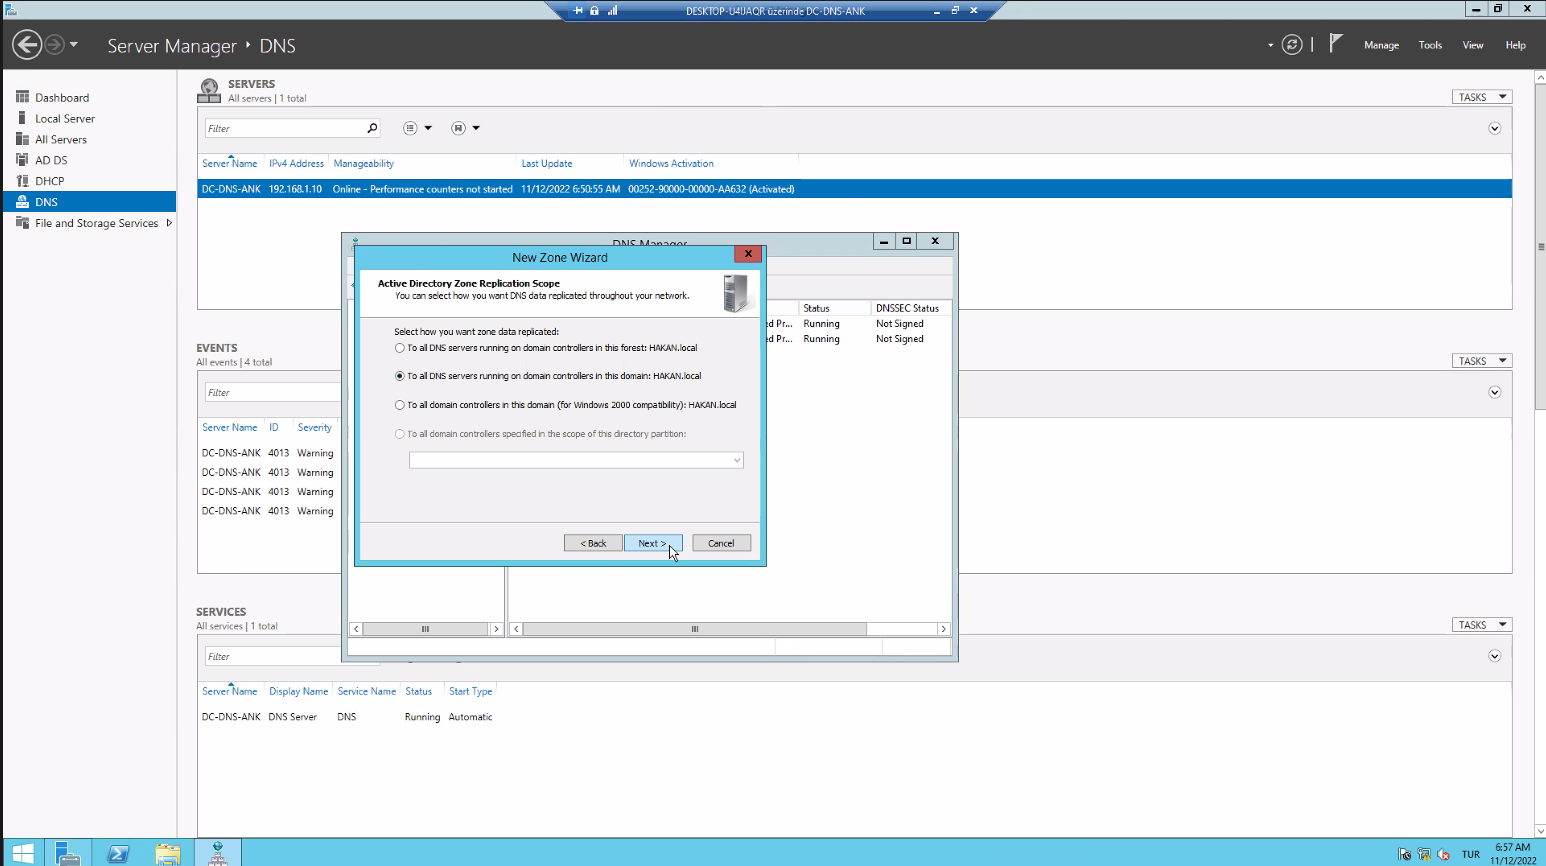 DESKTOP-U4IJAQR üzerinde DC-DNS-ANK
Server Manager ‣ DNS
Manage Tools View Help
Dashboard
Local Server
All Servers
AD DS
DHCP
DNS
File and Storage Services
SERVERS
All servers | 1 total
TASKS
Filter
Server Name IPv4 Address Manageability Last Update Windows Activation
DC-DNS-ANK 192.168.1.10 Online - Performance counters not started 11/12/2022 6:50:55 AM 00252-90000-00000-AA632 (Activated)
EVENTS
All events | 4 total
TASKS
Filter
Server Name ID Severity
DC-DNS-ANK 4013 Warning
DC-DNS-ANK 4013 Warning
DC-DNS-ANK 4013 Warning
DC-DNS-ANK 4013 Warning
DNS Manager
Status DNSSEC Status
ed Pr... Running Not Signed
ed Pr... Running Not Signed
New Zone Wizard
Active Directory Zone Replication Scope
You can select how you want DNS data replicated throughout your network.
Select how you want zone data replicated:
To all DNS servers running on domain controllers in this forest: HAKAN.local
To all DNS servers running on domain controllers in this domain: HAKAN.local
To all domain controllers in this domain (for Windows 2000 compatibility): HAKAN.local
To all domain controllers specified in the scope of this directory partition:
< Back Next > Cancel
SERVICES
All services | 1 total
TASKS
Filter
Server Name Display Name Service Name Status Start Type
DC-DNS-ANK DNS Server DNS Running Automatic
TUR
6:57 AM
11/12/2022